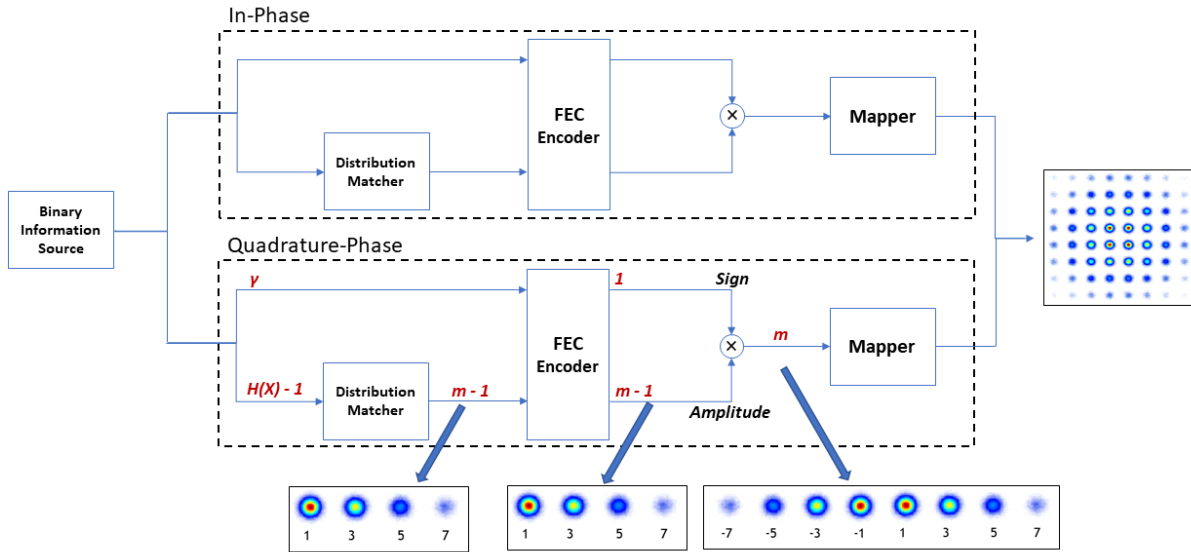 In-Phase
FEC
Encoder
×
Mapper
Distribution
Matcher
Binary
Information
Source
Quadrature-Phase
γ
1
Sign
FEC
Encoder
×
m
Mapper
H(X) - 1
Distribution
Matcher
m - 1
m - 1
Amplitude
1 3 5 7
1 3 5 7
-7 -5 -3 -1 1 3 5 7